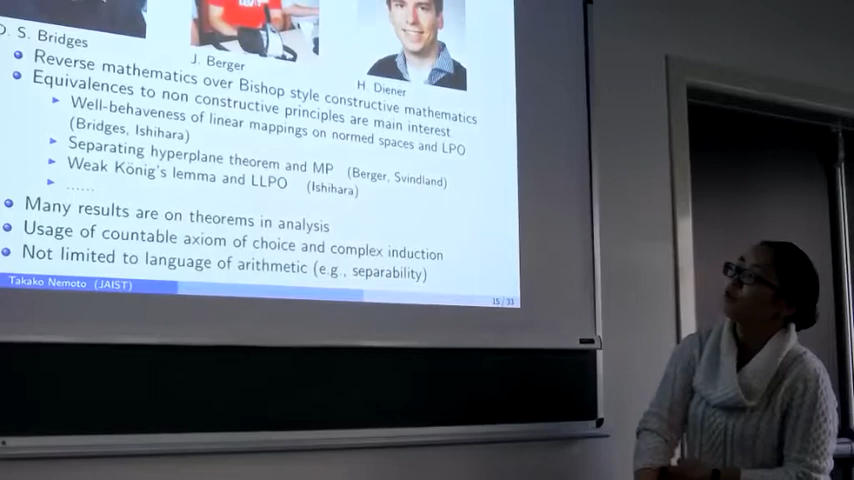 D. S. Bridges
J. Berger
H. Diener
Reverse mathematics over Bishop style constructive mathematics
Equivalences to non constructive principles are main interest
Well-behaveness of linear mappings on normed spaces and LPO
(Bridges, Ishihara)
Separating hyperplane theorem and MP (Berger, Svindland)
Weak König's lemma and LLPO (Ishihara)
......
Many results are on theorems in analysis
Usage of countable axiom of choice and complex induction
Not limited to language of arithmetic (e.g., separability)
Takako Nemoto (JAIST)
15 / 33